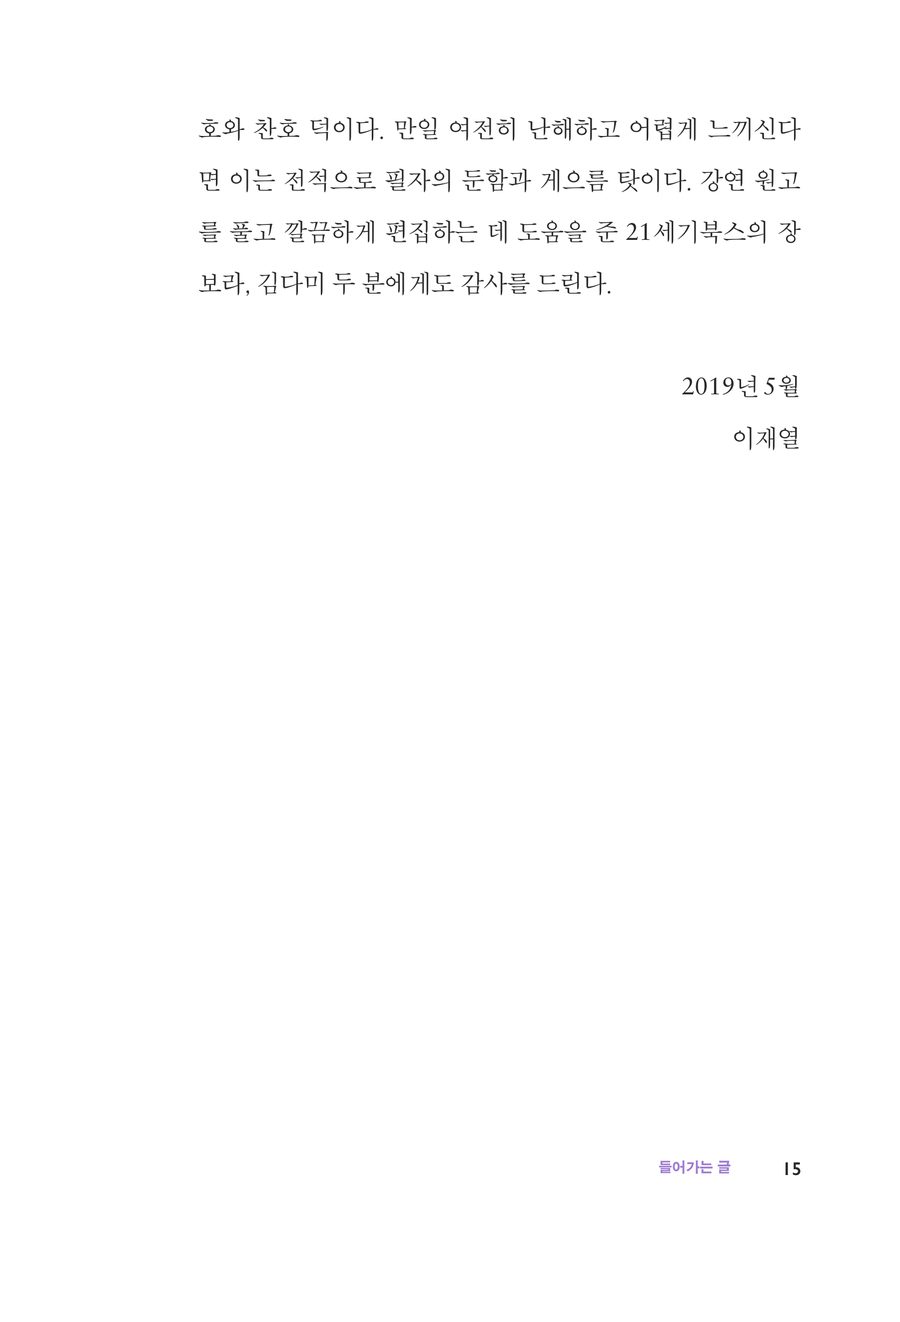 호와 찬호 덕이다. 만일 여전히 난해하고 어렵게 느끼신다
면 이는 전적으로 필자의 둔함과 게으름 탓이다. 강연 원고
를 풀고 깔끔하게 편집하는 데 도움을 준 21세기북스의 장
보라, 김다미 두 분에게도 감사를 드린다.
2019년 5월
이재열
들어가는 글 15